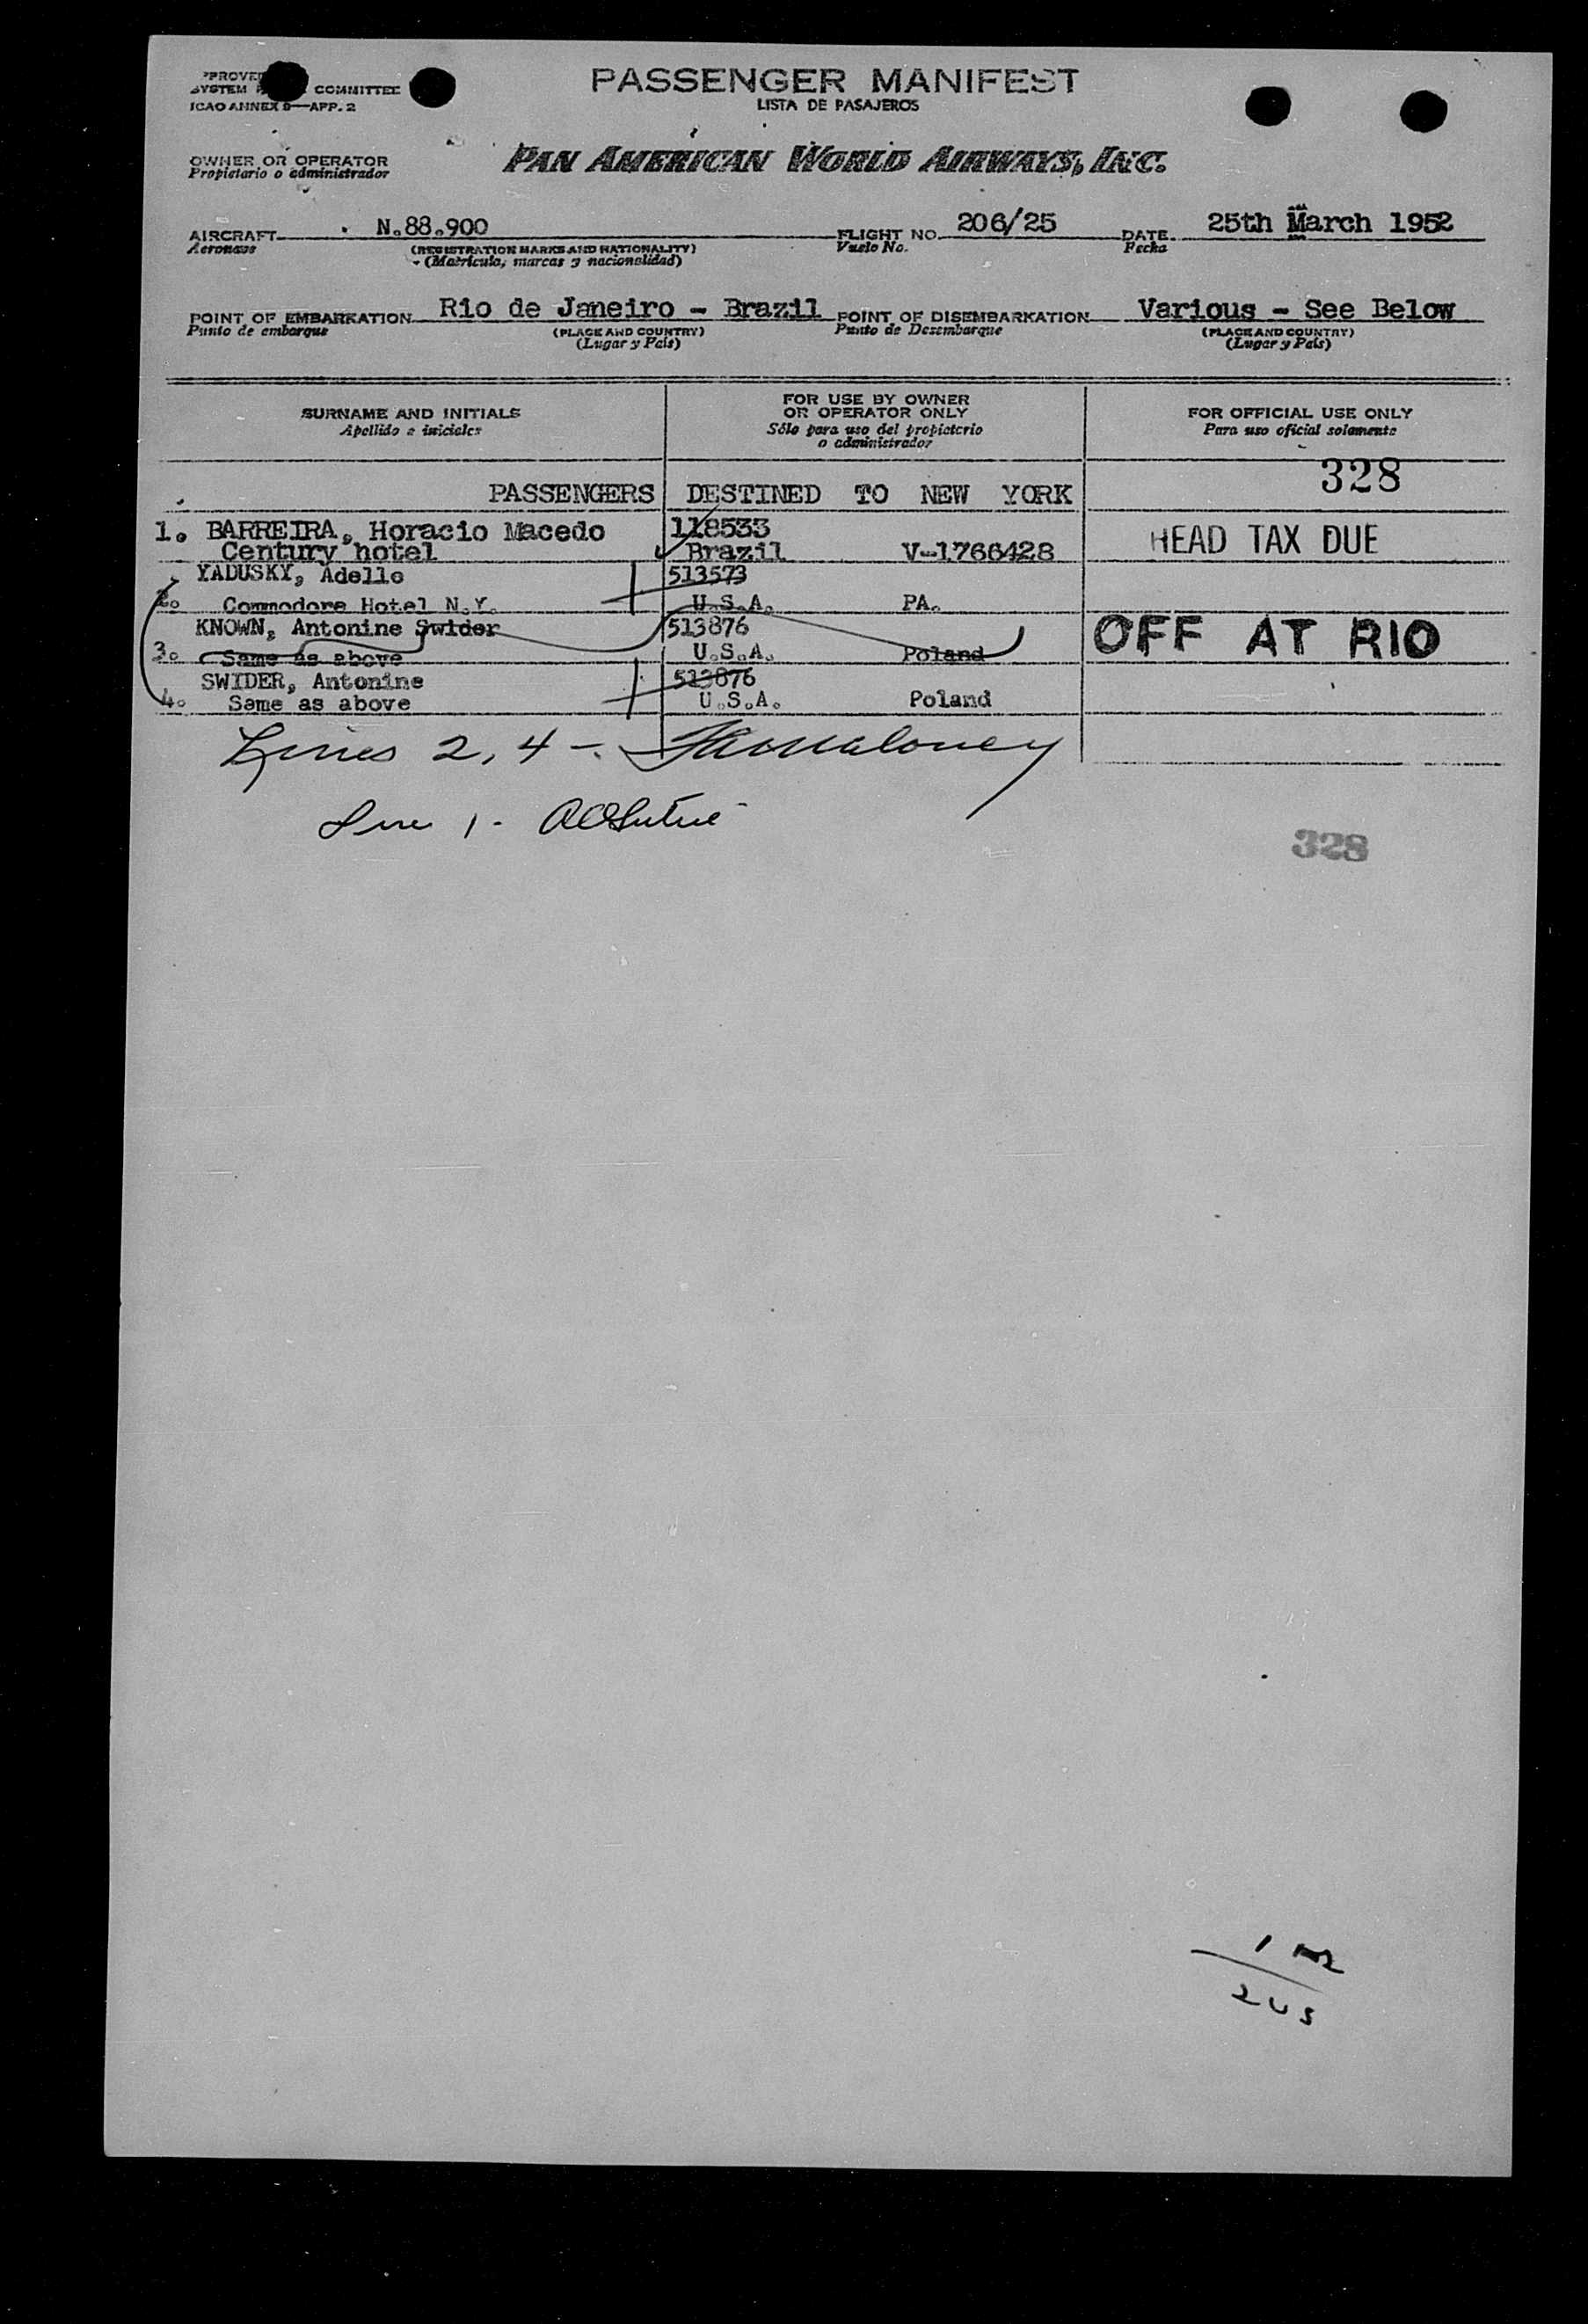 PASSENGER MANIFEST
LISTA DE PASAJEROS
SYSTEM COMMITTEE
ICAO ANNEX 9—APP. 2
OWNER OR OPERATOR
Propietario o administrador
PAN AMERICAN WORLD AIRWAYS, INC.
AIRCRAFT N.88.900 FLIGHT NO. 206/25 DATE 25th March 1952
Aeronave (REGISTRATION MARKS AND NATIONALITY) Vuelo No. Fecha
(Matrícula, marcas y nacionalidad)
POINT OF EMBARKATION Rio de Janeiro - Brazil POINT OF DISEMBARKATION Various - See Below
Punto de embarque (PLACE AND COUNTRY) Punto de Desembarque (PLACE AND COUNTRY)
(Lugar y País) (Lugar y País)
SURNAME AND INITIALS
Apellido e iniciales
FOR USE BY OWNER
OR OPERATOR ONLY
Sólo para uso del propietario
o administrador
FOR OFFICIAL USE ONLY
Para uso oficial solamente
328
PASSENGERS DESTINED TO NEW YORK
1. BARREIRA, Horacio Macedo 118533 HEAD TAX DUE
Century hotel Brazil V-1766428
YADUSKY, Adelle 513573
2. Commodore Hotel N.Y. U.S.A. PA.
KNOWN, Antonine Swider 513876 OFF AT RIO
3. Same as above U.S.A. Poland
SWIDER, Antonine 513876
4. Same as above U.S.A. Poland
Lines 2, 4 -
Line 1 -
328
1
2 US